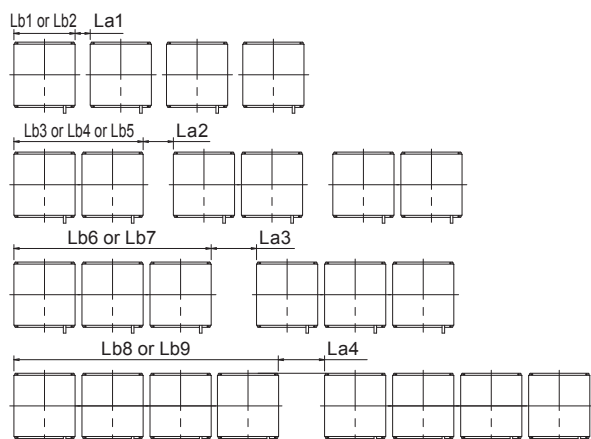 Lb1 or Lb2 La1
Lb3 or Lb4 or Lb5 La2
Lb6 or Lb7 La3
Lb8 or Lb9 La4